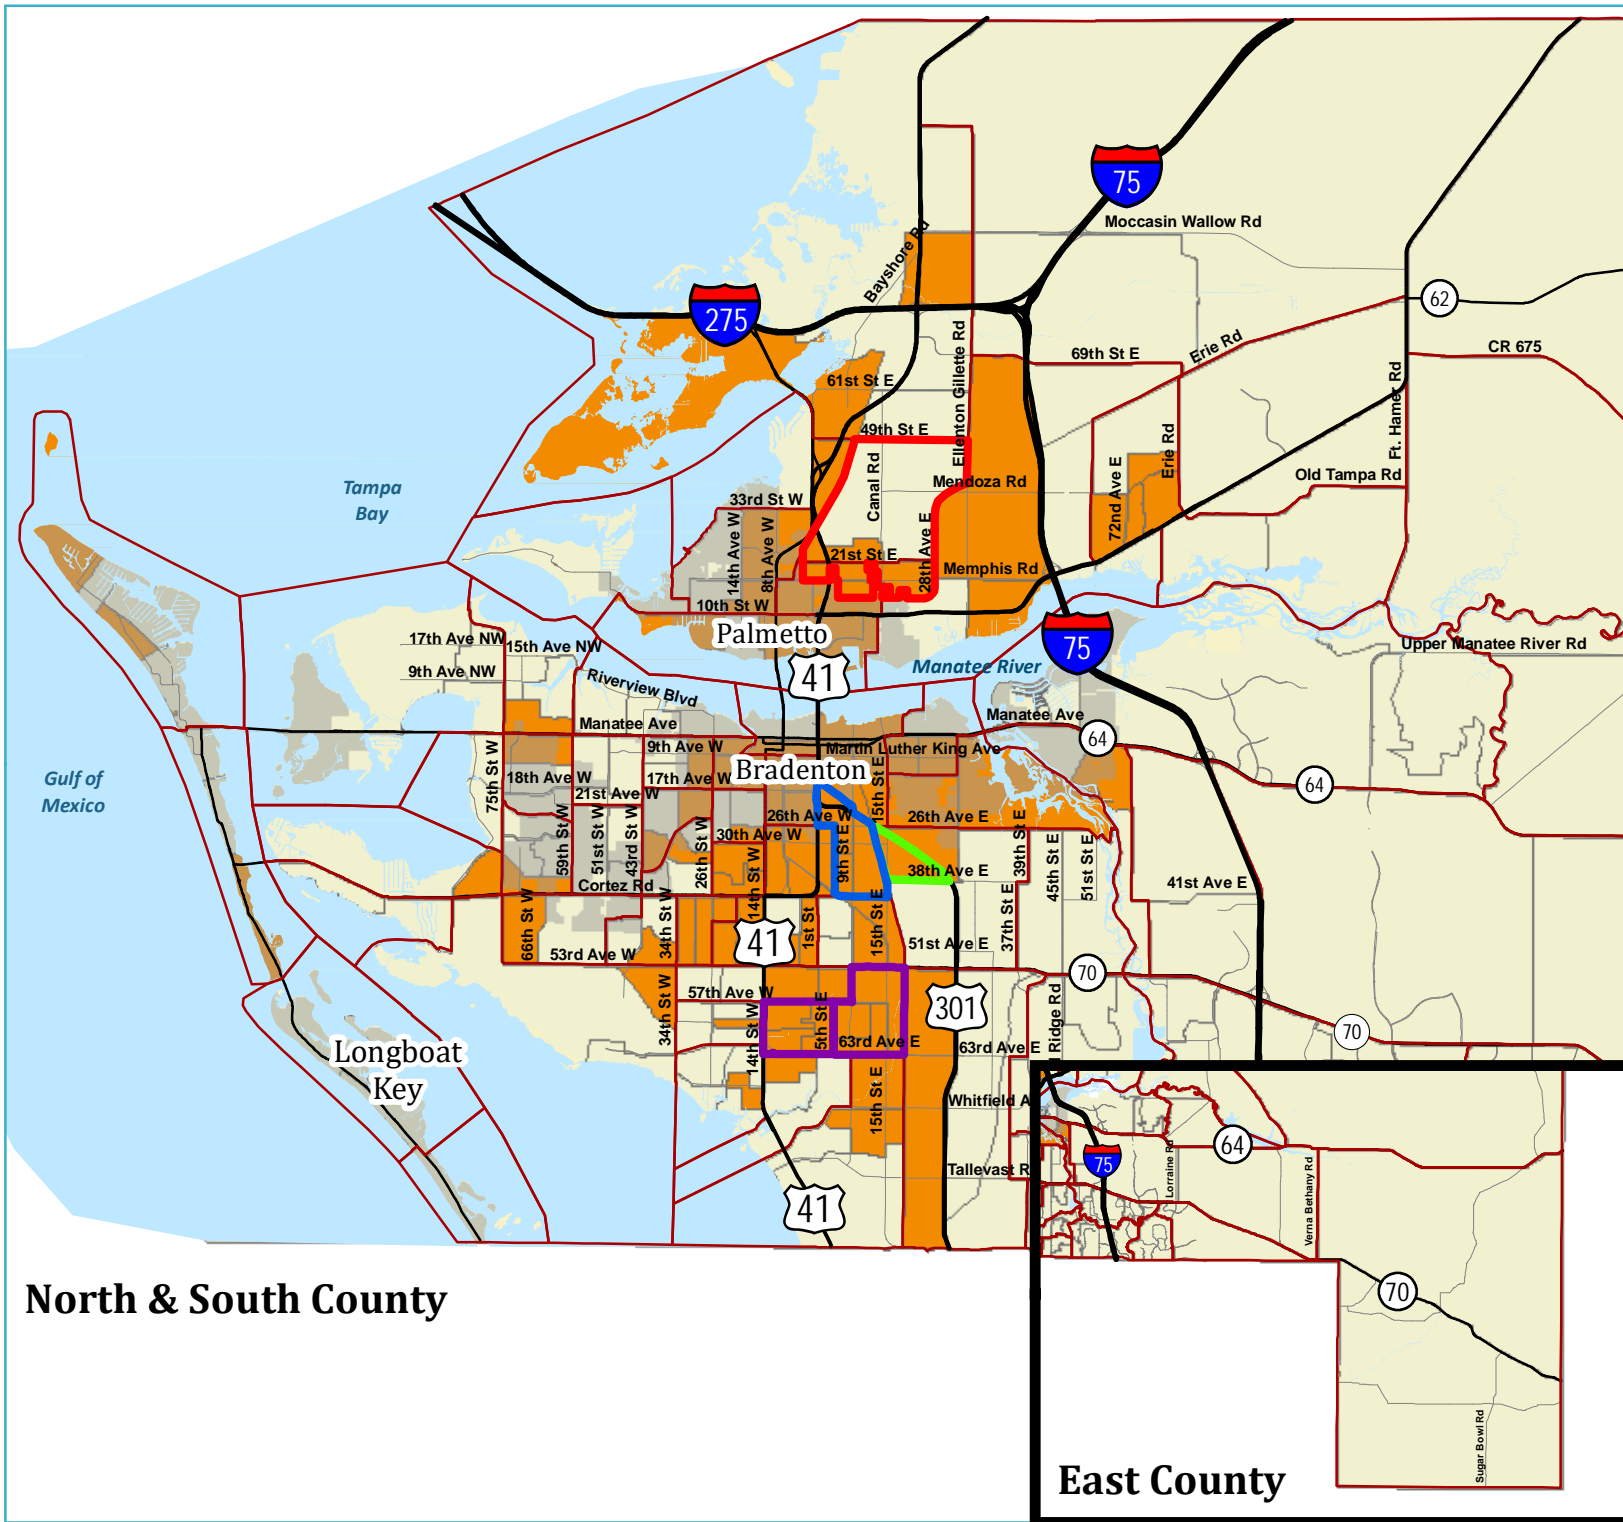 75
Moccasin Wallow Rd
Bayshore Rd
62
275
Ellenton Gillette Rd
69th St E
Erie Rd
CR 675
61st St E
Ft. Hamer Rd
49th St E
Canal Rd
Mendoza Rd
72nd Ave E
Erie Rd
Old Tampa Rd
Tampa
Bay
33rd St W
14th Ave W
8th Ave W
21st St E
28th Ave E
Memphis Rd
10th St W
Palmetto
75
17th Ave NW
15th Ave NW
9th Ave NW
Upper Manatee River Rd
Manatee River
41
Riverview Blvd
Manatee Ave
Manatee Ave
64
9th Ave W
Martin Luther King Ave
Bradenton
Gulf of
Mexico
75th St W
18th Ave W
17th Ave W
21st Ave W
15th St E
64
26th Ave W
26th Ave E
30th Ave W
59th St W
51st St W
43rd St W
26th St W
14th St W
9th St E
39th St E
45th St E
51st St E
38th Ave E
41st Ave E
Cortez Rd
66th St W
34th St W
14th St W
1st St
15th St E
37th St E
41
53rd Ave W
51st Ave E
70
57th Ave W
34th St W
14th St W
5th St E
301
Ridge Rd
70
63rd Ave E
63rd Ave E
Longboat
Key
15th St E
Whitfield A
Tallevast R
41
North & South County
64
75
Lorraine Rd
Verna Bethany Rd
70
Sugar Bowl Rd
East County